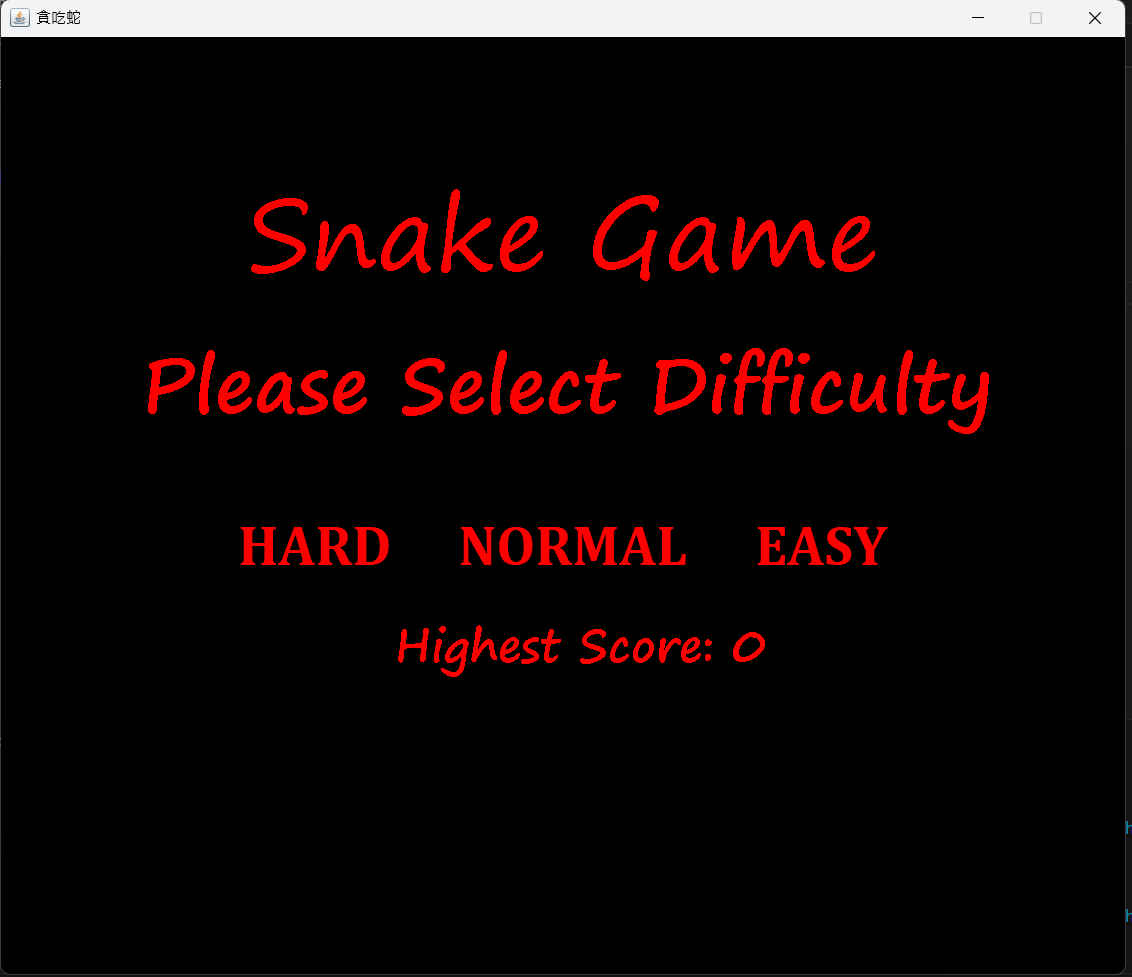 貪吃蛇
Snake Game
Please Select Difficulty
HARD NORMAL EASY
Highest Score: 0